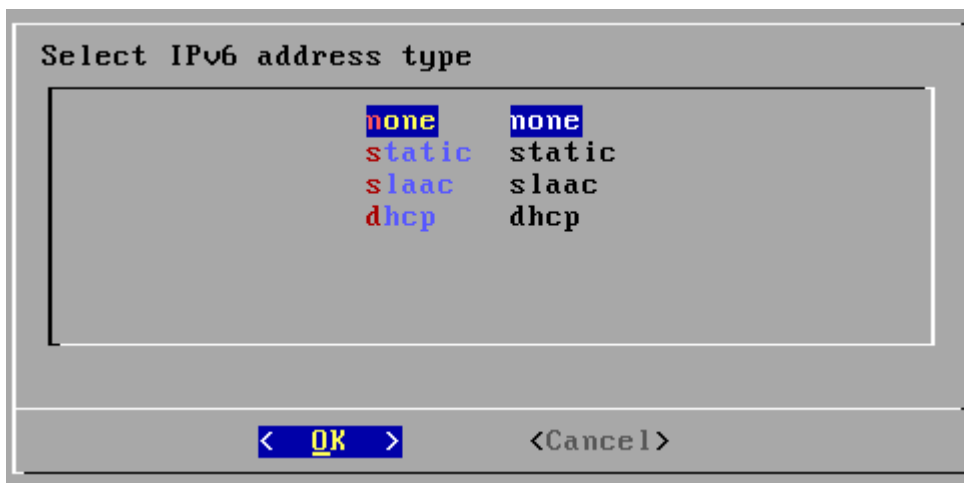 Select IPv6 address type
none none
static static
slaac slaac
dhcp dhcp
< OK > <Cancel>